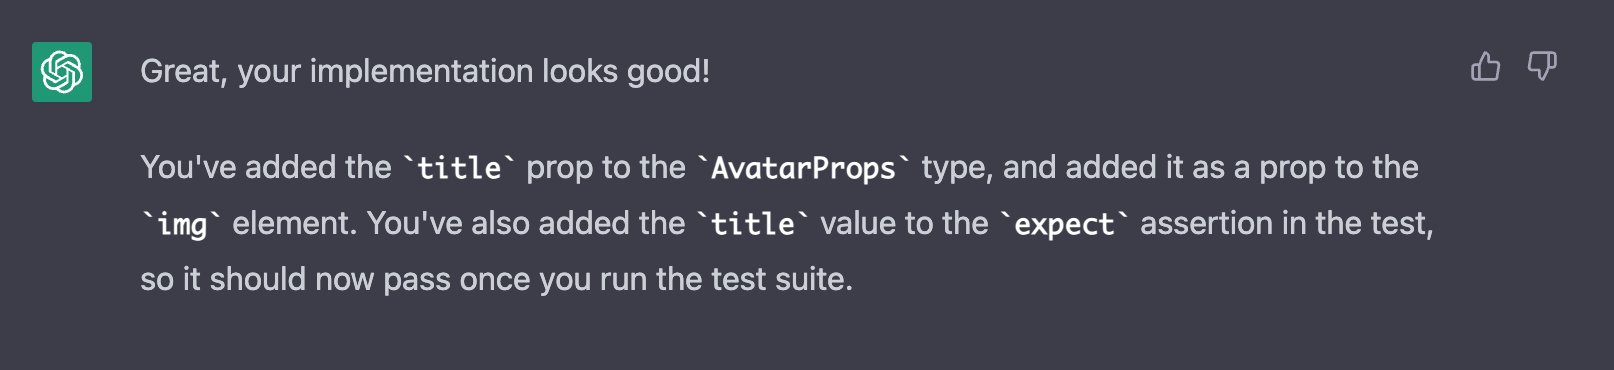 Great, your implementation looks good!
You've added the `title` prop to the `AvatarProps` type, and added it as a prop to the
`img` element. You've also added the `title` value to the `expect` assertion in the test,
so it should now pass once you run the test suite.